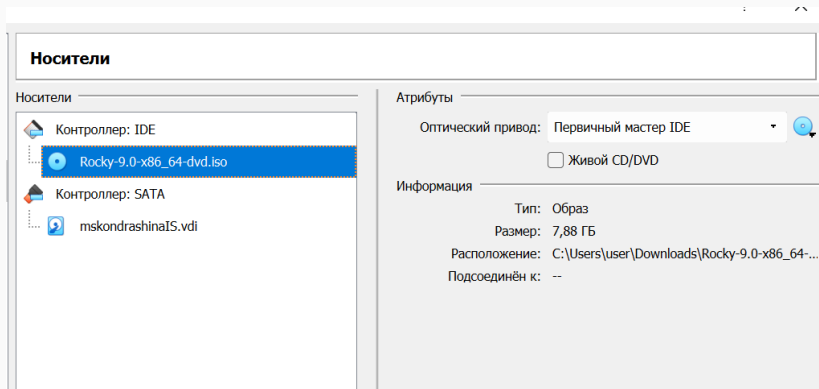 Носители
Носители
Контроллер: IDE
Rocky-9.0-x86_64-dvd.iso
Контроллер: SATA
mskondrashinaIS.vdi
Атрибуты
Оптический привод: Первичный мастер IDE
Живой CD/DVD
Информация
Тип: Образ
Размер: 7,88 ГБ
Расположение: C:\Users\user\Downloads\Rocky-9.0-x86_64-...
Подсоединён к: --